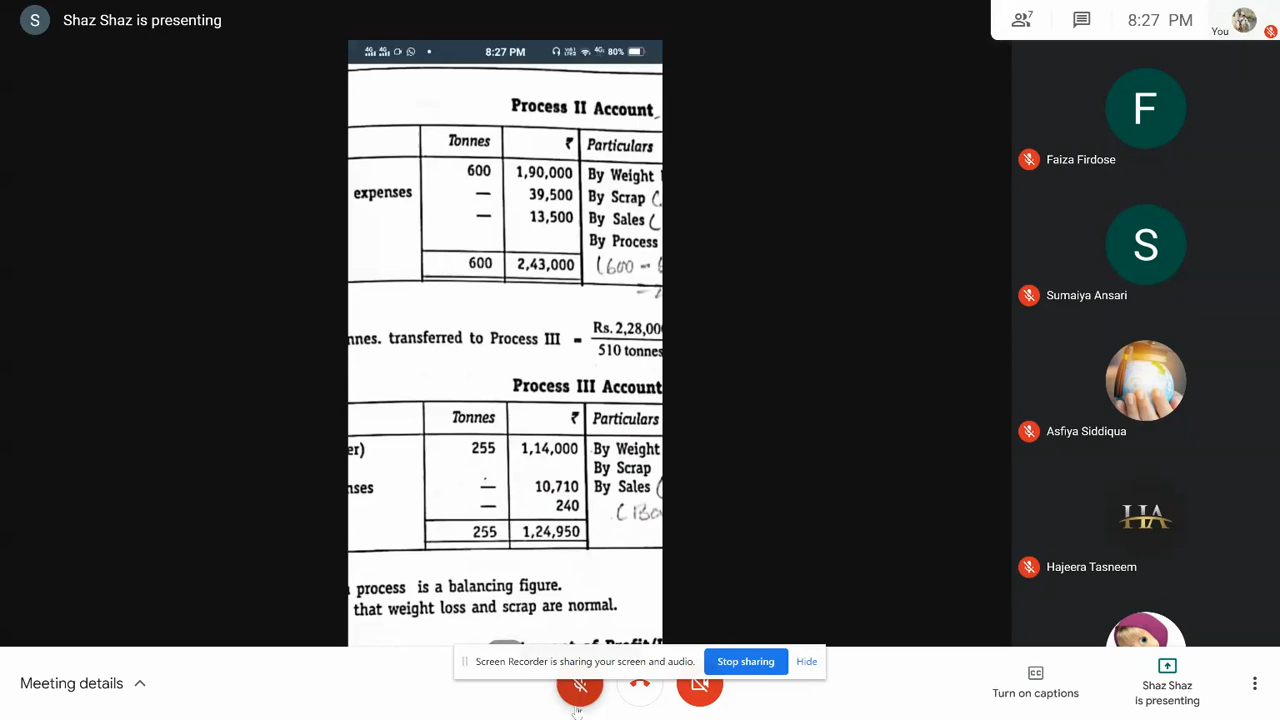 S Shaz Shaz is presenting
7
8:27 PM
You
8:27 PM
80%
Process II Account
Tonnes ₹ Particulars
600 1,90,000 By Weight
expenses — 39,500 By Scrap (
— 13,500 By Sales (
By Process
600 2,43,000 (600 -
=
nnes. transferred to Process III = Rs. 2,28,00
510 tonnes
Process III Account
Tonnes ₹ Particulars
er) 255 1,14,000 By Weight
By Scrap
nses — 10,710 By Sales (
— 240 (
255 1,24,950
process is a balancing figure.
that weight loss and scrap are normal.
F
Faiza Firdose
S
Sumaiya Ansari
Asfiya Siddiqua
HA
Hajeera Tasneem
Screen Recorder is sharing your screen and audio. Stop sharing Hide
Meeting details
Turn on captions
Shaz Shaz
is presenting